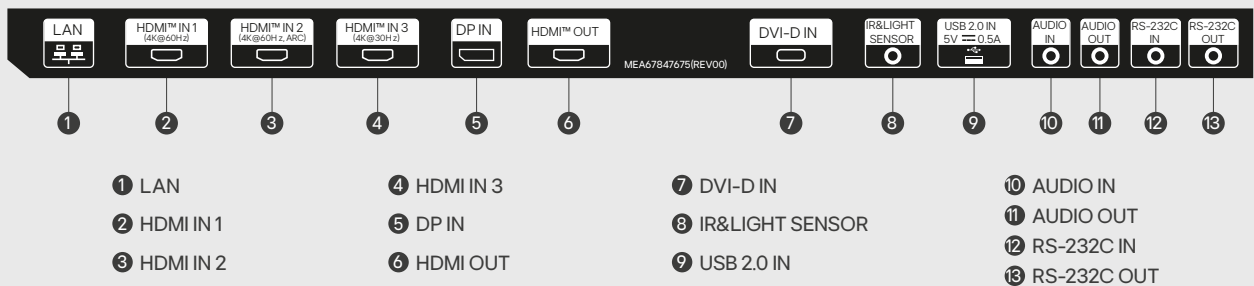 LAN
HDMI™ IN 1
(4K@60Hz)
HDMI™ IN 2
(4K@60Hz, ARC)
HDMI™ IN 3
(4K@30Hz)
DP IN
HDMI™ OUT
MEA67847675(REV00)
DVI-D IN
IR&LIGHT
SENSOR
USB 2.0 IN
5V ⎓ 0.5A
AUDIO
IN
AUDIO
OUT
RS-232C
IN
RS-232C
OUT
1 2 3 4 5 6 7 8 9 10 11 12 13
1 LAN
2 HDMI IN 1
3 HDMI IN 2
4 HDMI IN 3
5 DP IN
6 HDMI OUT
7 DVI-D IN
8 IR&LIGHT SENSOR
9 USB 2.0 IN
10 AUDIO IN
11 AUDIO OUT
12 RS-232C IN
13 RS-232C OUT